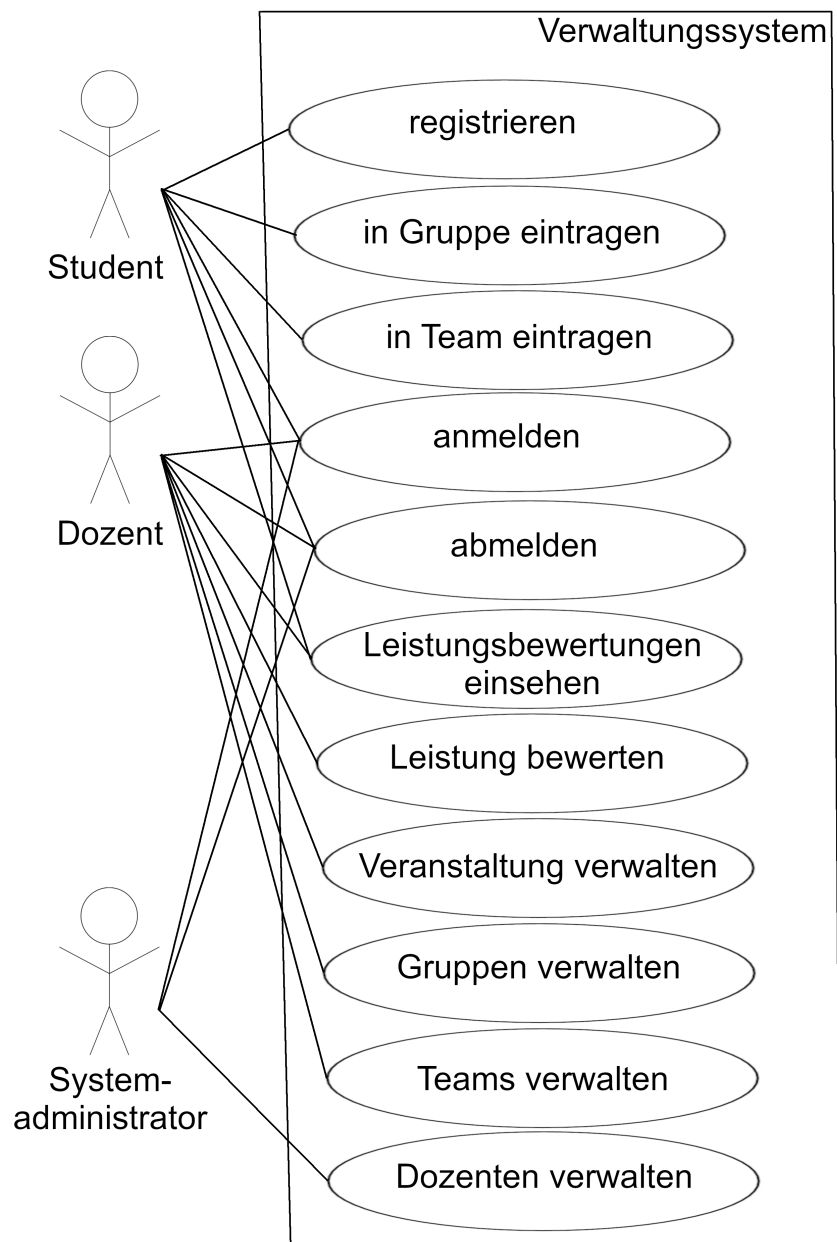 Verwaltungssystem
registrieren
in Gruppe eintragen
Student
in Team eintragen
anmelden
Dozent
abmelden
Leistungsbewertungen
einsehen
Leistung bewerten
Veranstaltung verwalten
Gruppen verwalten
System-
administrator
Teams verwalten
Dozenten verwalten